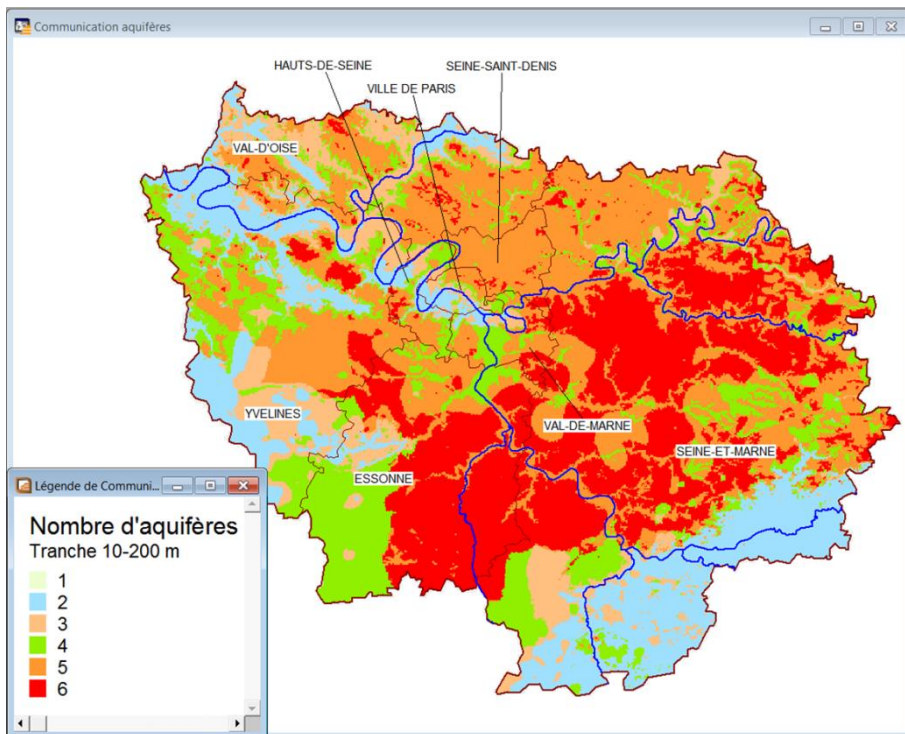 Communication aquifères
HAUTS-DE-SEINE
SEINE-SAINT-DENIS
VILLE DE PARIS
VAL-D'OISE
YVELINES
VAL-DE-MARNE
SEINE-ET-MARNE
ESSONNE
Légende de Communi...
Nombre d'aquifères
Tranche 10-200 m
1
2
3
4
5
6